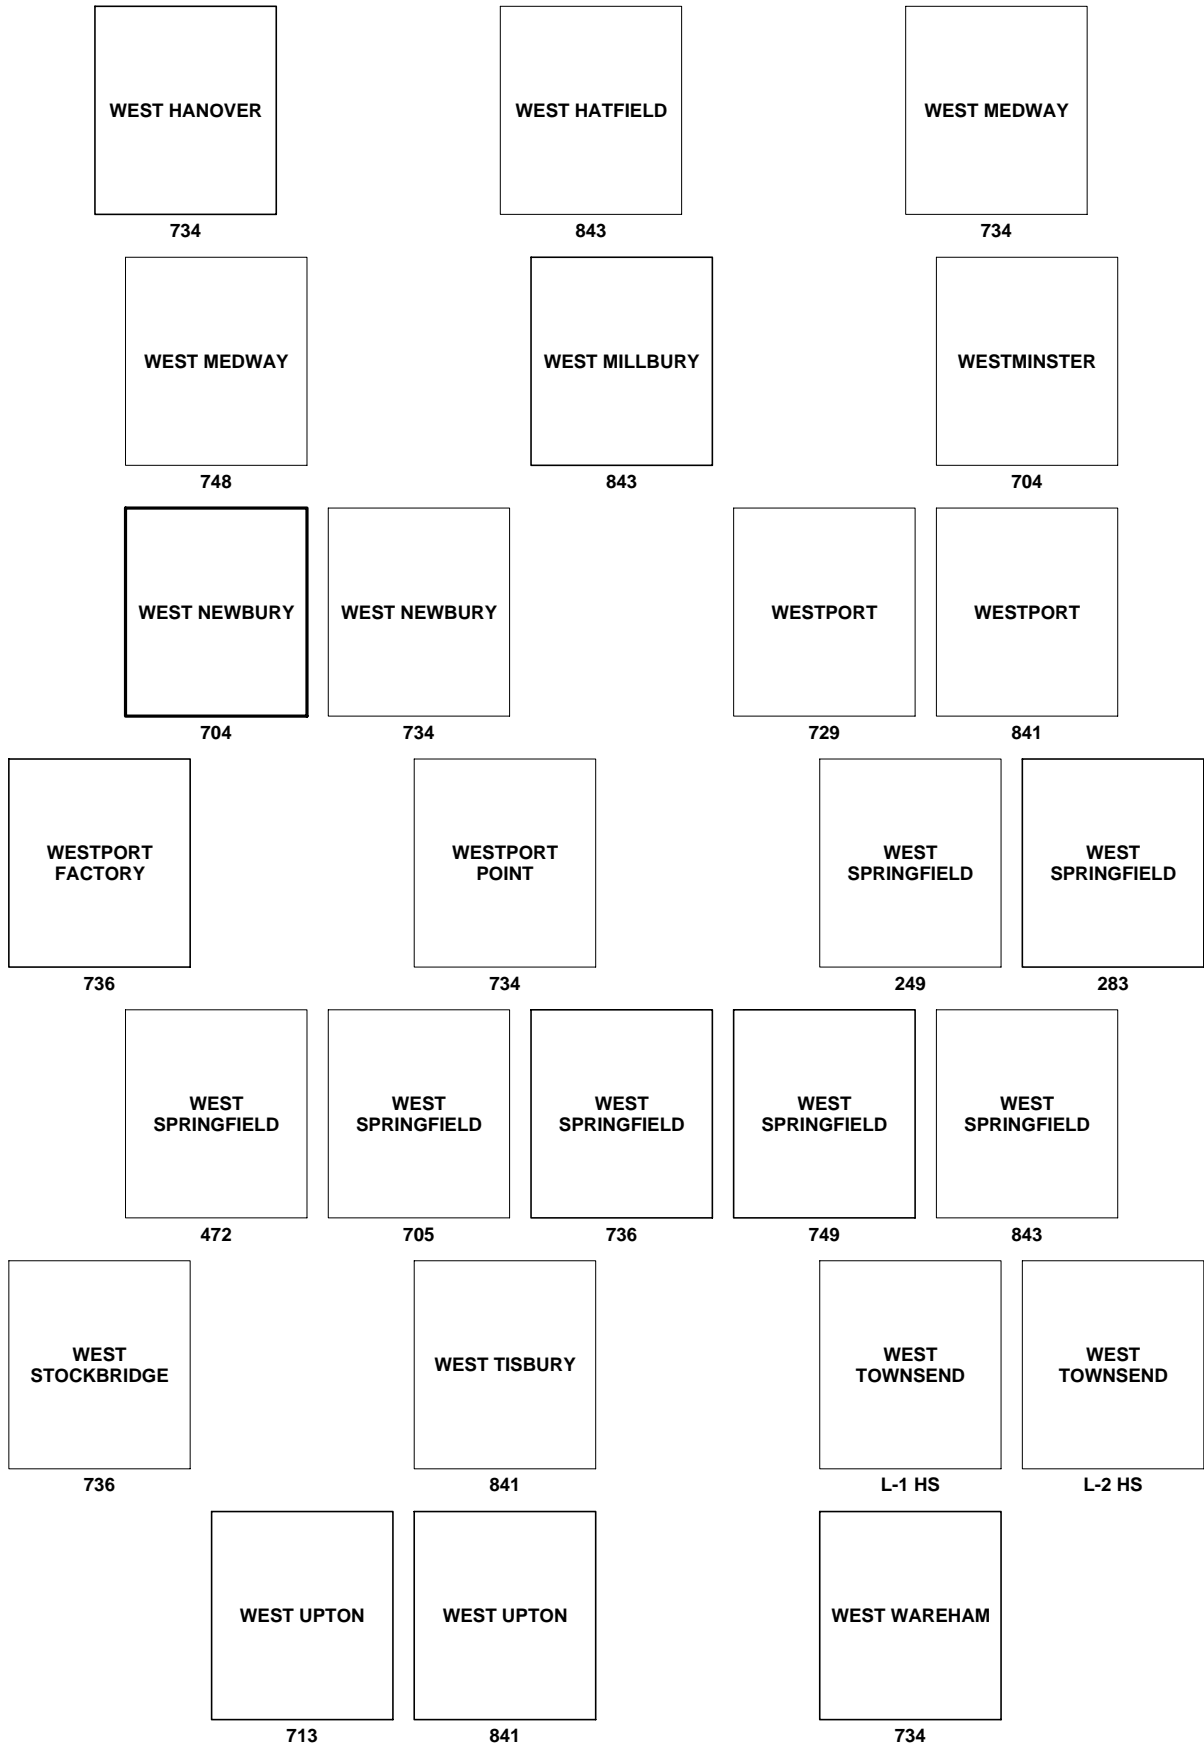 WEST HANOVER
WEST HATFIELD
WEST MEDWAY
734
843
734
WEST MEDWAY
WEST MILLBURY
WESTMINSTER
748
843
704
WEST NEWBURY
WEST NEWBURY
WESTPORT
WESTPORT
704
734
729
841
WESTPORT
FACTORY
WESTPORT
POINT
WEST
SPRINGFIELD
WEST
SPRINGFIELD
736
734
249
283
WEST
SPRINGFIELD
WEST
SPRINGFIELD
WEST
SPRINGFIELD
WEST
SPRINGFIELD
WEST
SPRINGFIELD
472
705
736
749
843
WEST
STOCKBRIDGE
WEST TISBURY
WEST
TOWNSEND
WEST
TOWNSEND
736
841
L-1 HS
L-2 HS
WEST UPTON
WEST UPTON
WEST WAREHAM
713
841
734